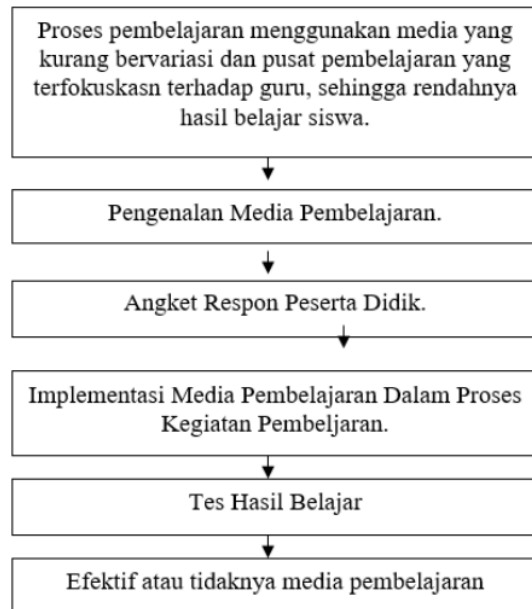 Proses pembelajaran menggunakan media yang
kurang bervariasi dan pusat pembelajaran yang
terfokuskasn terhadap guru, sehingga rendahnya
hasil belajar siswa.
Pengenalan Media Pembelajaran.
Angket Respon Peserta Didik.
Implementasi Media Pembelajaran Dalam Proses
Kegiatan Pembeljaran.
Tes Hasil Belajar
Efektif atau tidaknya media pembelajaran